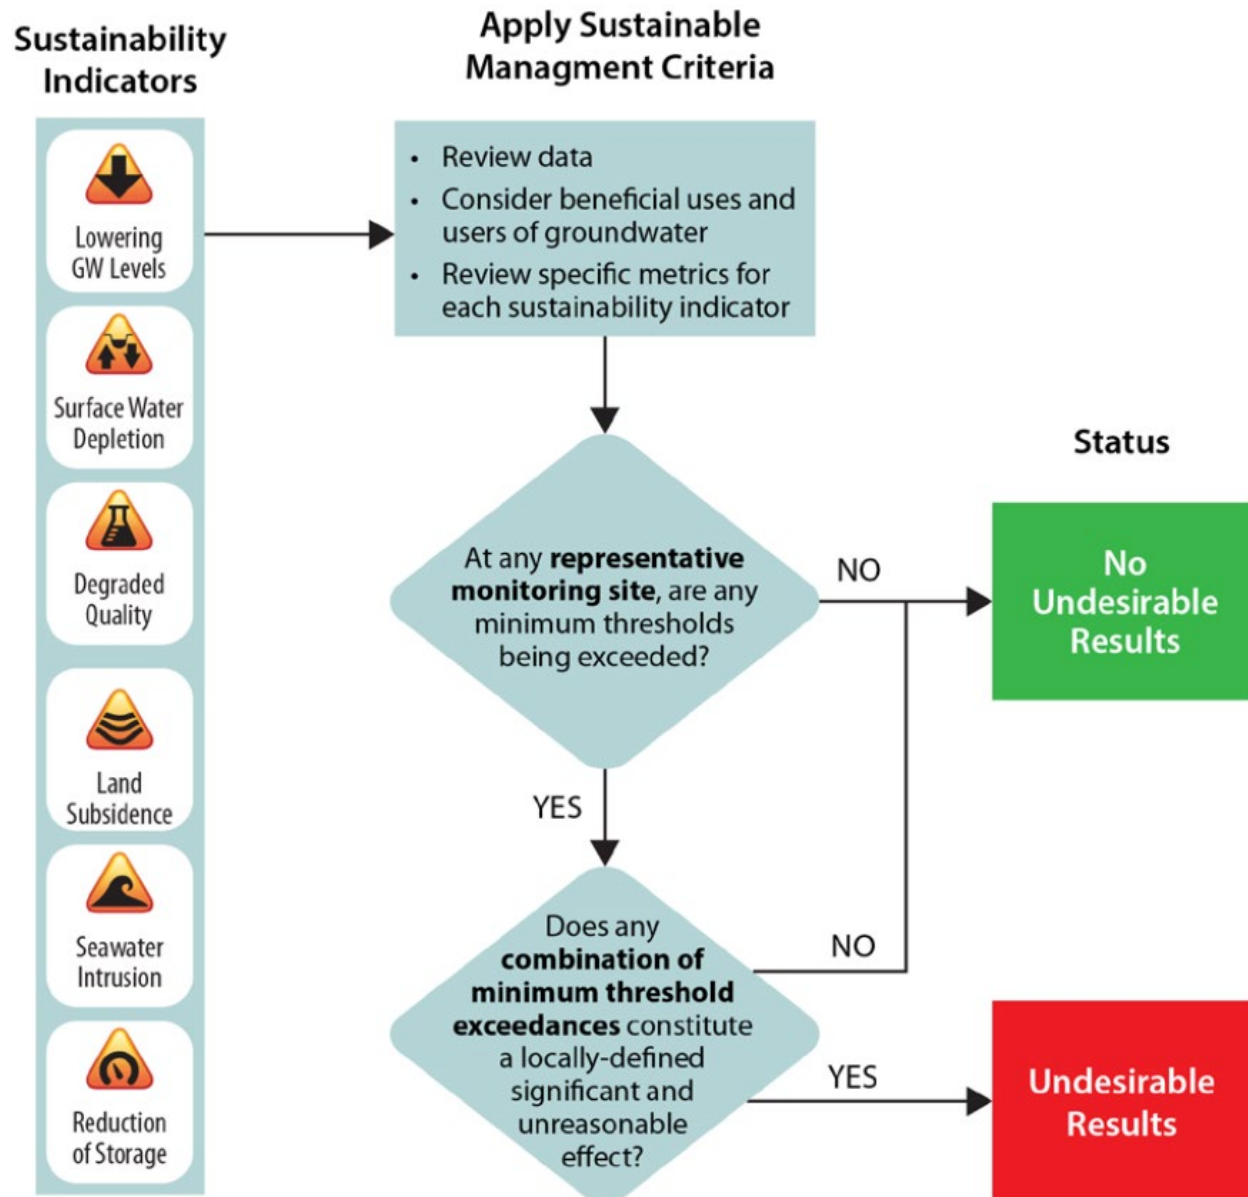 Sustainability
Indicators
Lowering
GW Levels
Surface Water
Depletion
Degraded
Quality
Land
Subsidence
Seawater
Intrusion
Reduction
of Storage
Apply Sustainable
Managment Criteria
• Review data
• Consider beneficial uses and
users of groundwater
• Review specific metrics for
each sustainability indicator
At any representative
monitoring site, are any
minimum thresholds
being exceeded?
NO
YES
Does any
combination of
minimum threshold
exceedances constitute
a locally-defined
significant and
unreasonable
effect?
NO
YES
Status
No
Undesirable
Results
Undesirable
Results